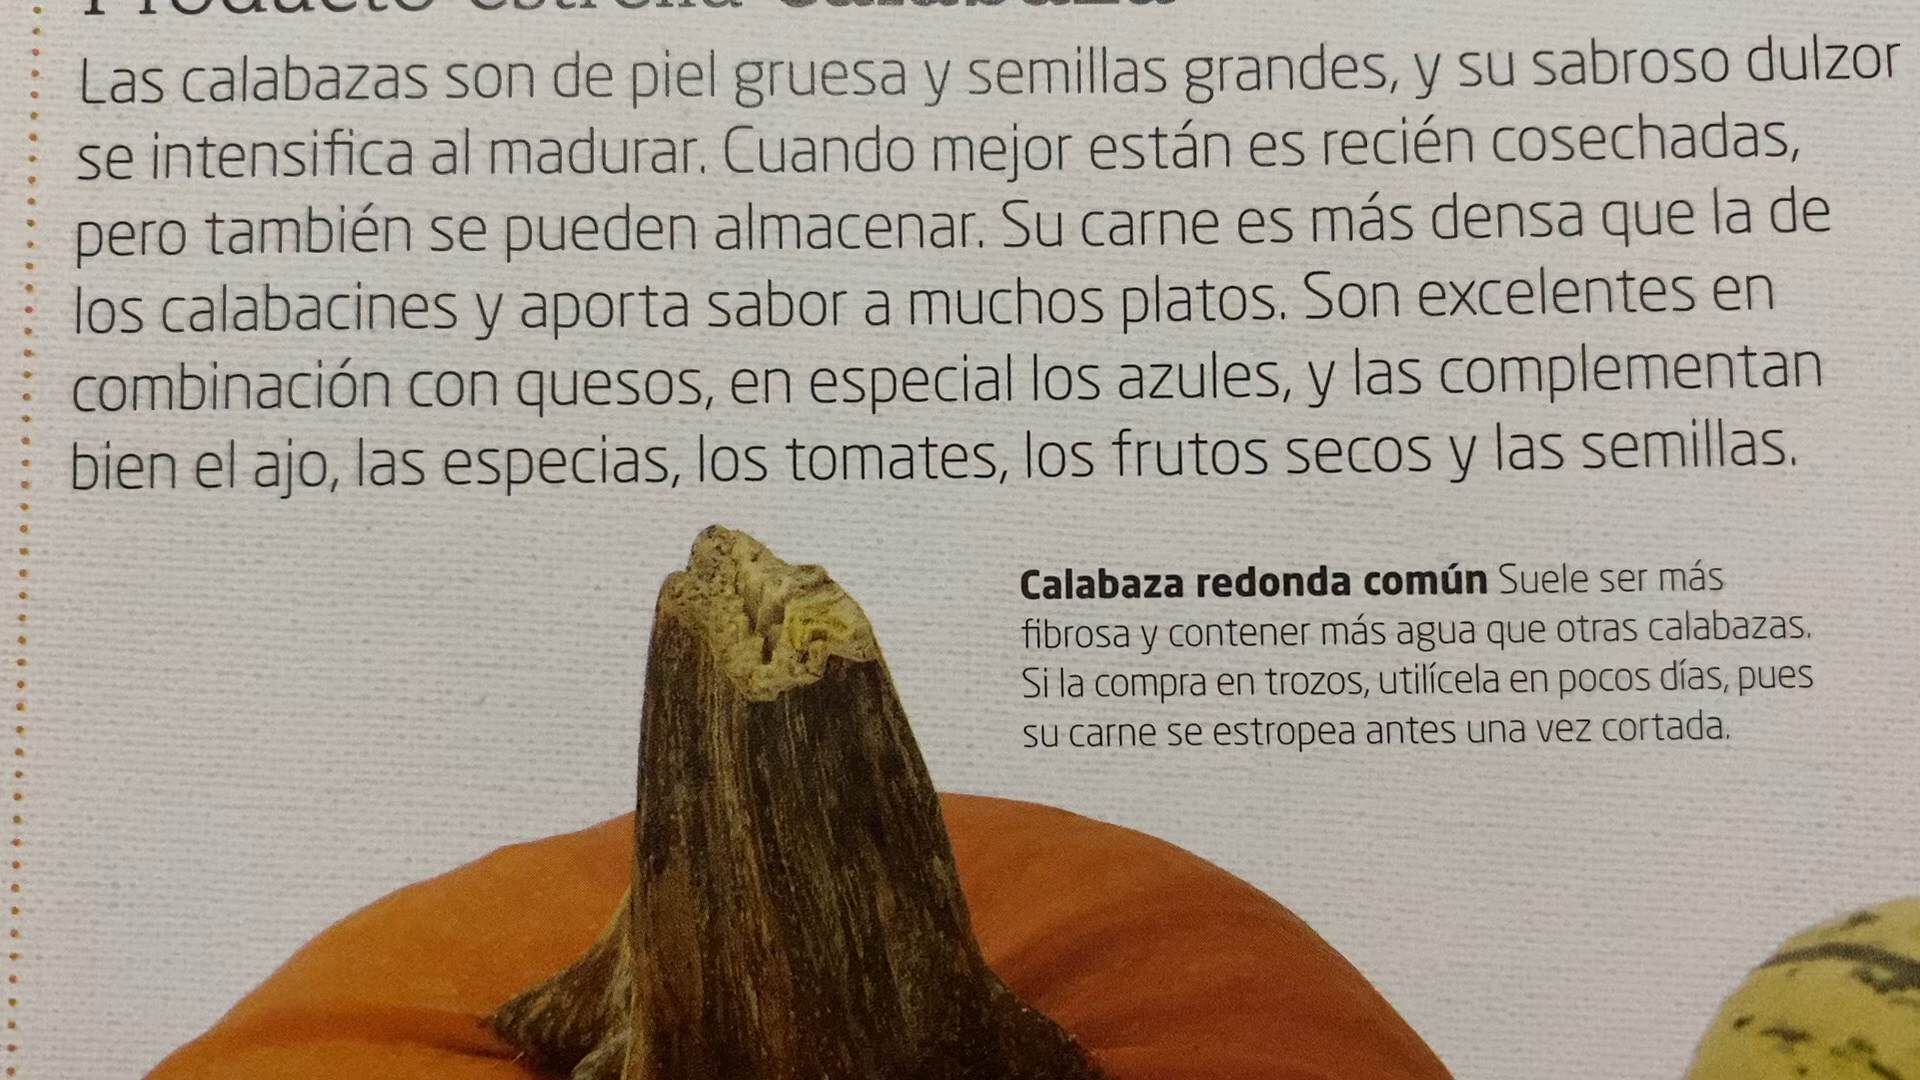 Producto estrella calabaza
Las calabazas son de piel gruesa y semillas grandes, y su sabroso dulzor
se intensifica al madurar. Cuando mejor están es recién cosechadas,
pero también se pueden almacenar. Su carne es más densa que la de
los calabacines y aporta sabor a muchos platos. Son excelentes en
combinación con quesos, en especial los azules, y las complementan
bien el ajo, las especias, los tomates, los frutos secos y las semillas.
Calabaza redonda común Suele ser más
fibrosa y contener más agua que otras calabazas.
Si la compra en trozos, utilícela en pocos días, pues
su carne se estropea antes una vez cortada.